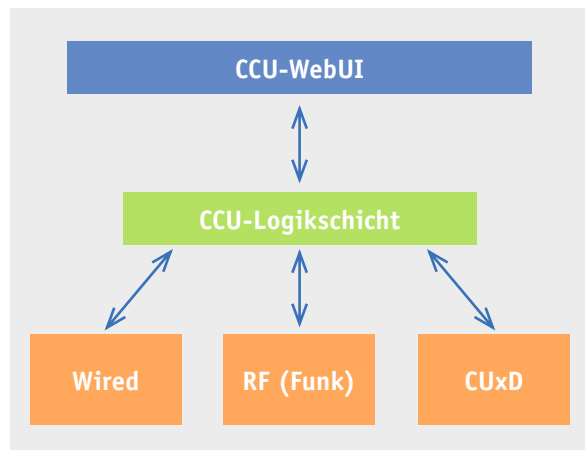 CCU-WebUI
CCU-Logikschicht
Wired
RF (Funk)
CUxD